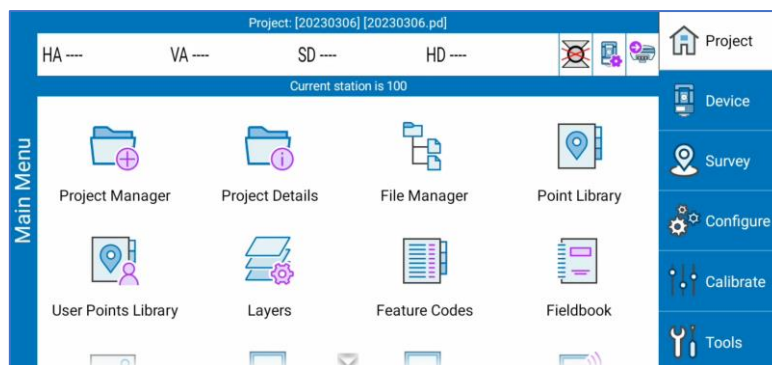 Project: [20230306] [20230306.pd]
HA ---- VA ---- SD ---- HD ----
Current station is 100
Main Menu
Project Manager Project Details File Manager Point Library
User Points Library Layers Feature Codes Fieldbook
Project
Device
Survey
Configure
Calibrate
Tools